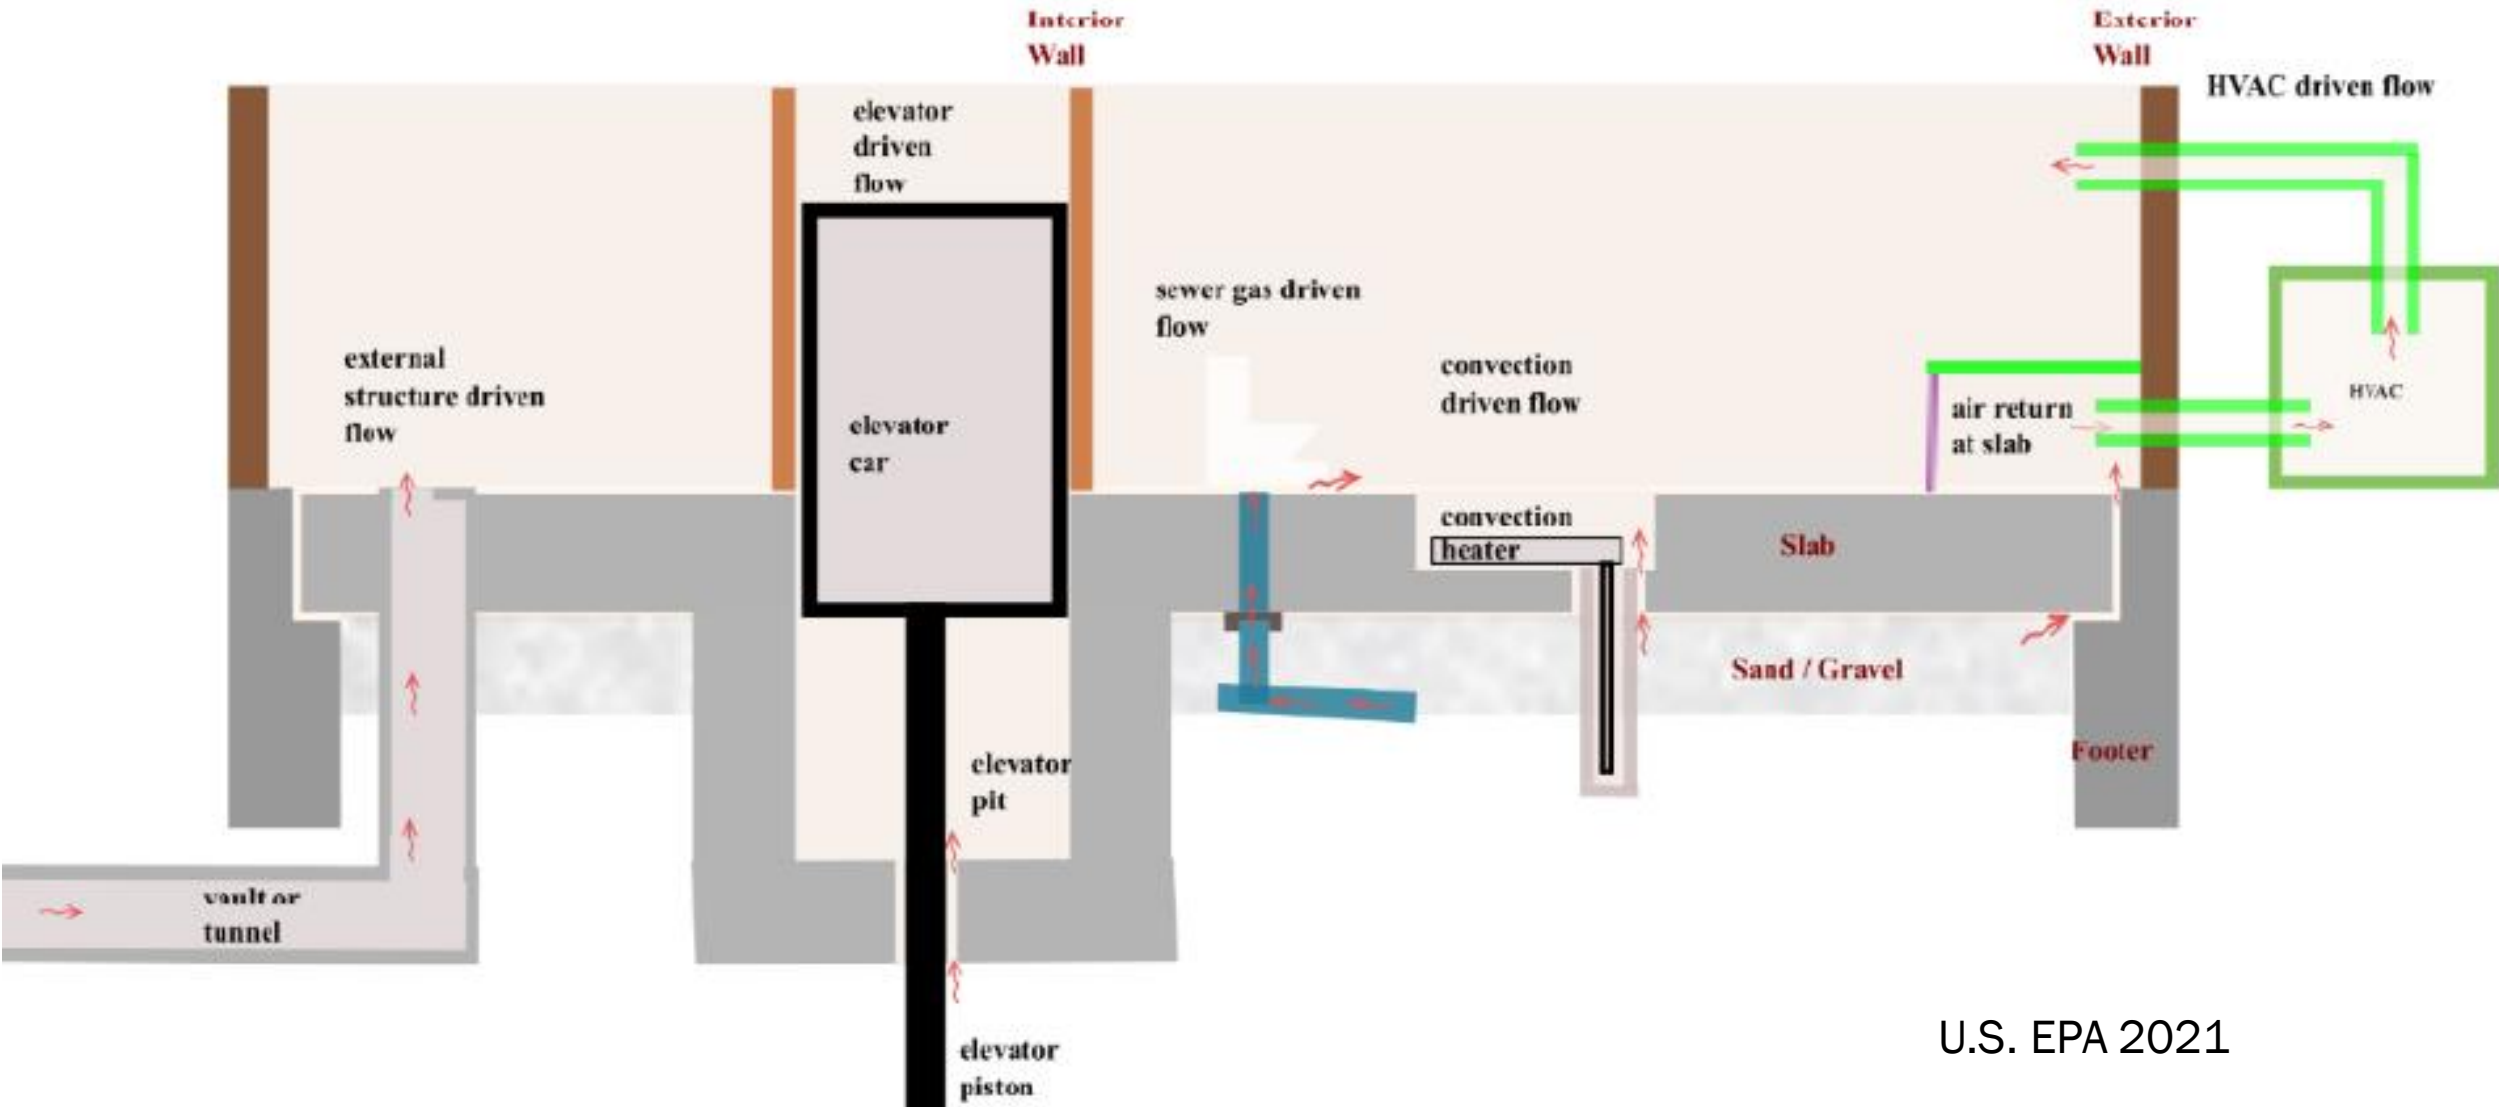 Interior
Wall
Exterior
Wall
HVAC driven flow
elevator
driven
flow
sewer gas driven
flow
external
structure driven
flow
convection
driven flow
elevator
car
air return
at slab
HVAC
convection
heater
Slab
Sand / Gravel
Footer
elevator
pit
vault or
tunnel
elevator
piston
U.S. EPA 2021